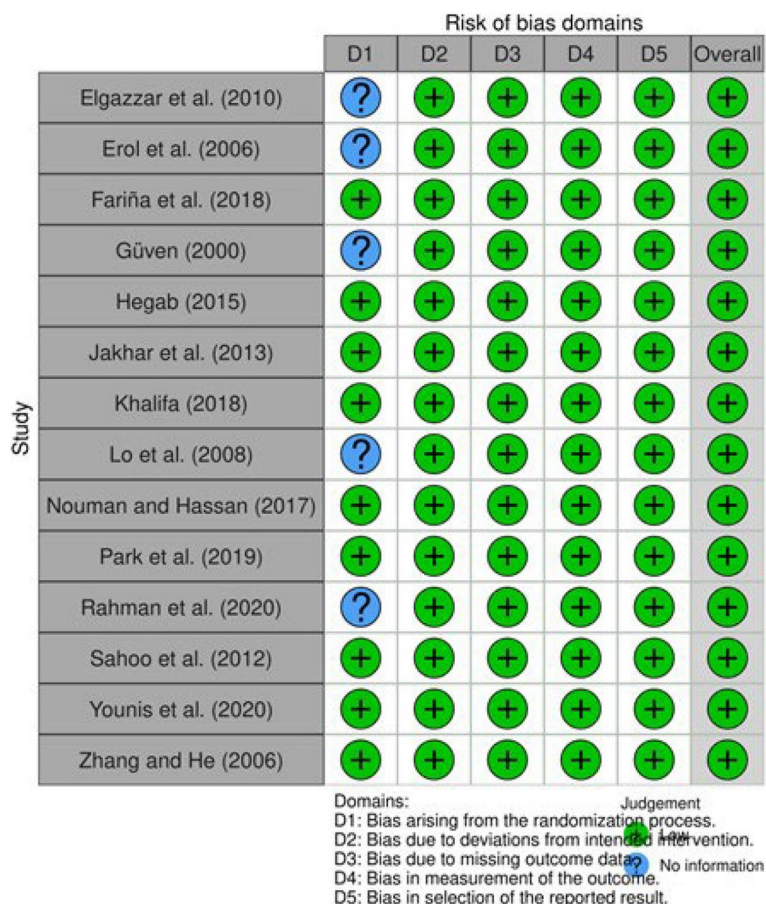 Risk of bias domains
D1 D2 D3 D4 D5 Overall
Study
Elgazzar et al. (2010) ? + + + + +
Erol et al. (2006) ? + + + + +
Fariña et al. (2018) + + + + + +
Güven (2000) ? + + + + +
Hegab (2015) + + + + + +
Jakhar et al. (2013) + + + + + +
Khalifa (2018) + + + + + +
Lo et al. (2008) ? + + + + +
Nouman and Hassan (2017) + + + + + +
Park et al. (2019) + + + + + +
Rahman et al. (2020) ? + + + + +
Sahoo et al. (2012) + + + + + +
Younis et al. (2020) + + + + + +
Zhang and He (2006) + + + + + +
Domains:
D1: Bias arising from the randomization process.
D2: Bias due to deviations from intended intervention.
D3: Bias due to missing outcome data.
D4: Bias in measurement of the outcome.
D5: Bias in selection of the reported result.
Judgement
+ Low
? No information